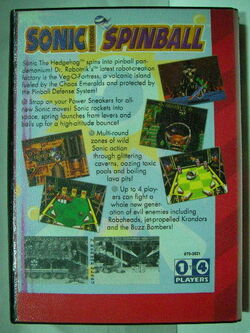 SONIC SPINBALL
Sonic The Hedgehog™ spins into pinball pan-
demonium! Dr. Robotnik's™ latest robot-creation
factory is the Veg-O-Fortress, a volcanic island
fueled by the Chaos Emeralds and protected by
the Pinball Defense System!
Strap on your Power Sneakers for all-
new Sonic moves! Sonic rockets into
space, springs launch from levers and
balls up for a high-altitude bounce!
Multi-round
zones of wild
Sonic action
through glittering
caverns, oozing toxic
pools and boiling
lava pits!
Up to 4 play-
ers can fight a
whole new gener-
ation of evil enemies including
Roboheads, jet-propelled Krandors
and the Buzz Bombers!
1-4
PLAYERS